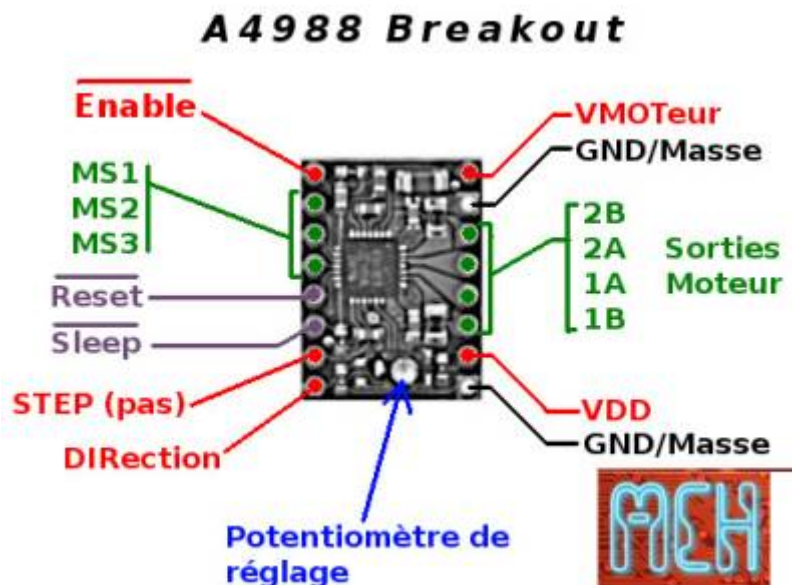 A4988 Breakout
Enable
MS1
MS2
MS3
Reset
Sleep
STEP (pas)
DIRection
VMOTeur
GND/Masse
2B
2A Sorties
1A Moteur
1B
VDD
GND/Masse
Potentiomètre de
réglage
MCH